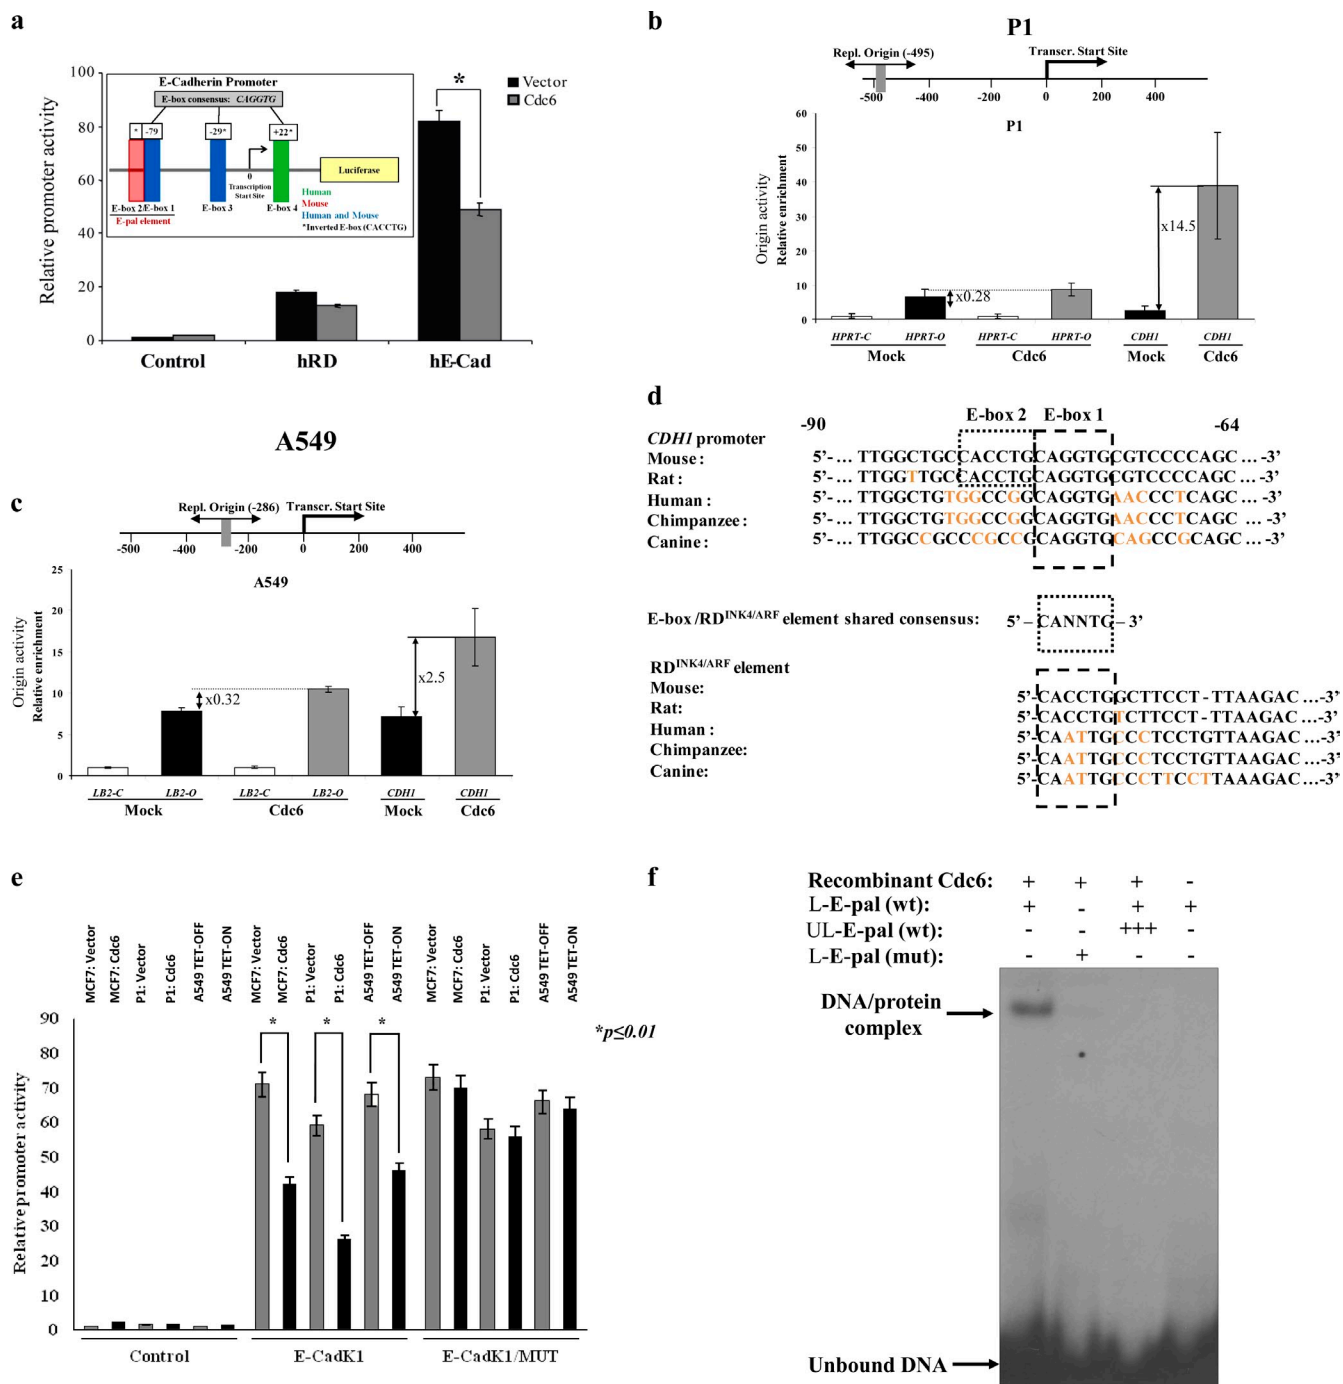 a
Relative promoter activity
100
80
60
40
20
0
E-Cadherin Promoter
E-box consensus: CAGGTG
* -79 -29* +22*
0
Transcription
Start Site
Luciferase
E-box 2/E-box 1 E-box 3 E-box 4
E-pal element
Human
Mouse
Human and Mouse
*Inverted E-box (CACCTG)
*
Vector
Cdc6
Control hRD hE-Cad
b
P1
Repl. Origin (-495) Transcr. Start Site
-500 -400 -200 0 200 400
P1
Origin activity
Relative enrichment
60
50
40
30
20
10
0
x0.28
x14.5
HPRT-C HPRT-O HPRT-C HPRT-O CDH1 CDH1
Mock Cdc6 Mock Cdc6
A549
c
Repl. Origin (-286) Transcr. Start Site
-500 -400 -200 0 200 400
A549
Origin activity
Relative enrichment
25
20
15
10
5
0
x0.32
x2.5
LB2-C LB2-O LB2-C LB2-O CDH1 CDH1
Mock Cdc6 Mock Cdc6
d
E-box 2 E-box 1
-90 -64
CDH1 promoter
Mouse: 5’- ... TTGGCTGCCACCTGCAGGTGCGTCCCCAGC ... -3’
Rat: 5’- ... TTGGTTGCCACCTGCAGGTGCGTCCCCAGC ... -3’
Human: 5’- ... TTGGCTGTGGCCGGCAGGTGAACCCTCAGC ... -3’
Chimpanzee: 5’- ... TTGGCTGTGGCCGGCAGGTGAACCCTCAGC ... -3’
Canine: 5’- ... TTGGCCGCCCGCCGCAGGTGCAGCCGCAGC ... -3’
E-box /RDINK4/ARF element shared consensus: 5’ – CANNTG – 3’
RDINK4/ARF element
Mouse: 5’-CACCTGGCTTCCT - TTAAGAC ...-3’
Rat: 5’-CACCTGTCTTCCT - TTAAGAC ...-3’
Human : 5’-CAATTGCCCTCCTGTTAAGAC ...-3’
Chimpanzee: 5’-CAATTGCCCTCCTGTTAAGAC ...-3’
Canine: 5’-CAATTGCCCTTCCTTAAAGAC ...-3’
e
MCF7: Vector
MCF7: Cdc6
P1: Vector
P1: Cdc6
A549 TET-OFF
A549 TET-ON
MCF7: Vector
MCF7: Cdc6
P1: Vector
P1: Cdc6
A549 TET-OFF
A549 TET-ON
MCF7: Vector
MCF7: Cdc6
P1: Vector
P1: Cdc6
A549 TET-OFF
A549 TET-ON
Relative promoter activity
90
80
70
60
50
40
30
20
10
0
* * *
*p≤0.01
Control E-CadK1 E-CadK1/MUT
f
Recombinant Cdc6: + + + -
L-E-pal (wt): + - + +
UL-E-pal (wt): - - +++ -
L-E-pal (mut): - + - -
DNA/protein
complex
Unbound DNA